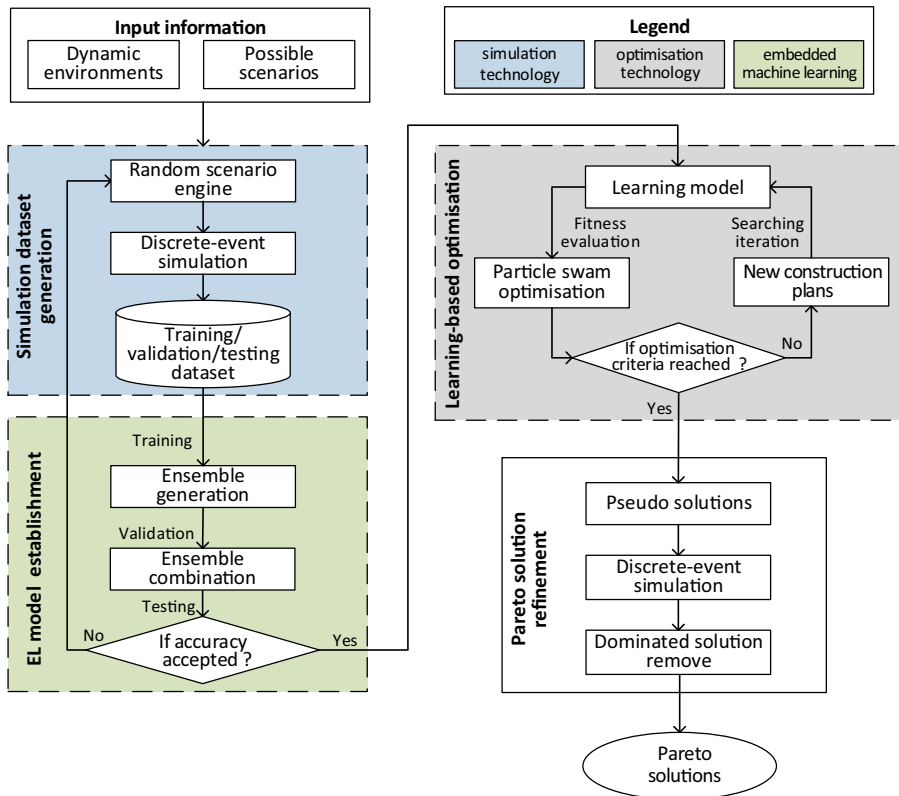 Input information
Dynamic
environments
Possible
scenarios
Legend
simulation
technology
optimisation
technology
embedded
machine learning
Simulation dataset
generation
Random scenario
engine
Discrete-event
simulation
Training/
validation/testing
dataset
EL model establishment
Training
Ensemble
generation
Validation
Ensemble
combination
Testing
If accuracy
accepted ?
No
Yes
Learning-based optimisation
Learning model
Fitness
evaluation
Searching
iteration
Particle swam
optimisation
New construction
plans
If optimisation
criteria reached ?
No
Yes
Pareto solution
refinement
Pseudo solutions
Discrete-event
simulation
Dominated solution
remove
Pareto
solutions